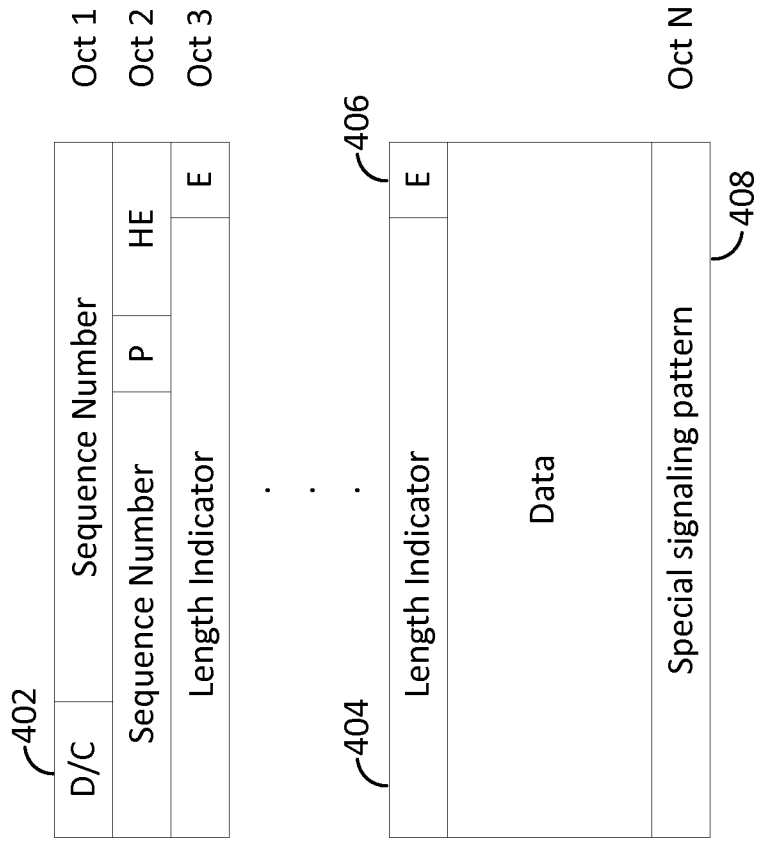 402
D/C Sequence Number Oct 1
Sequence Number P HE Oct 2
Length Indicator E Oct 3
. . .
404 406
Length Indicator E
Data
Special signaling pattern Oct N
408